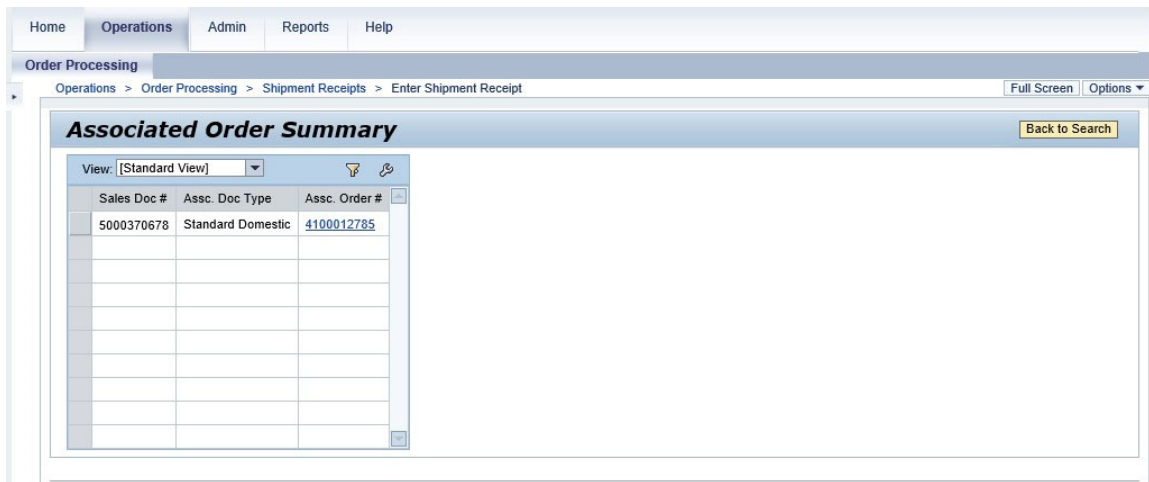 Home Operations Admin Reports Help
Order Processing
Operations > Order Processing > Shipment Receipts > Enter Shipment Receipt Full Screen Options
Associated Order Summary Back to Search
View: [Standard View]
Sales Doc # Assc. Doc Type Assc. Order #
5000370678 Standard Domestic 4100012785